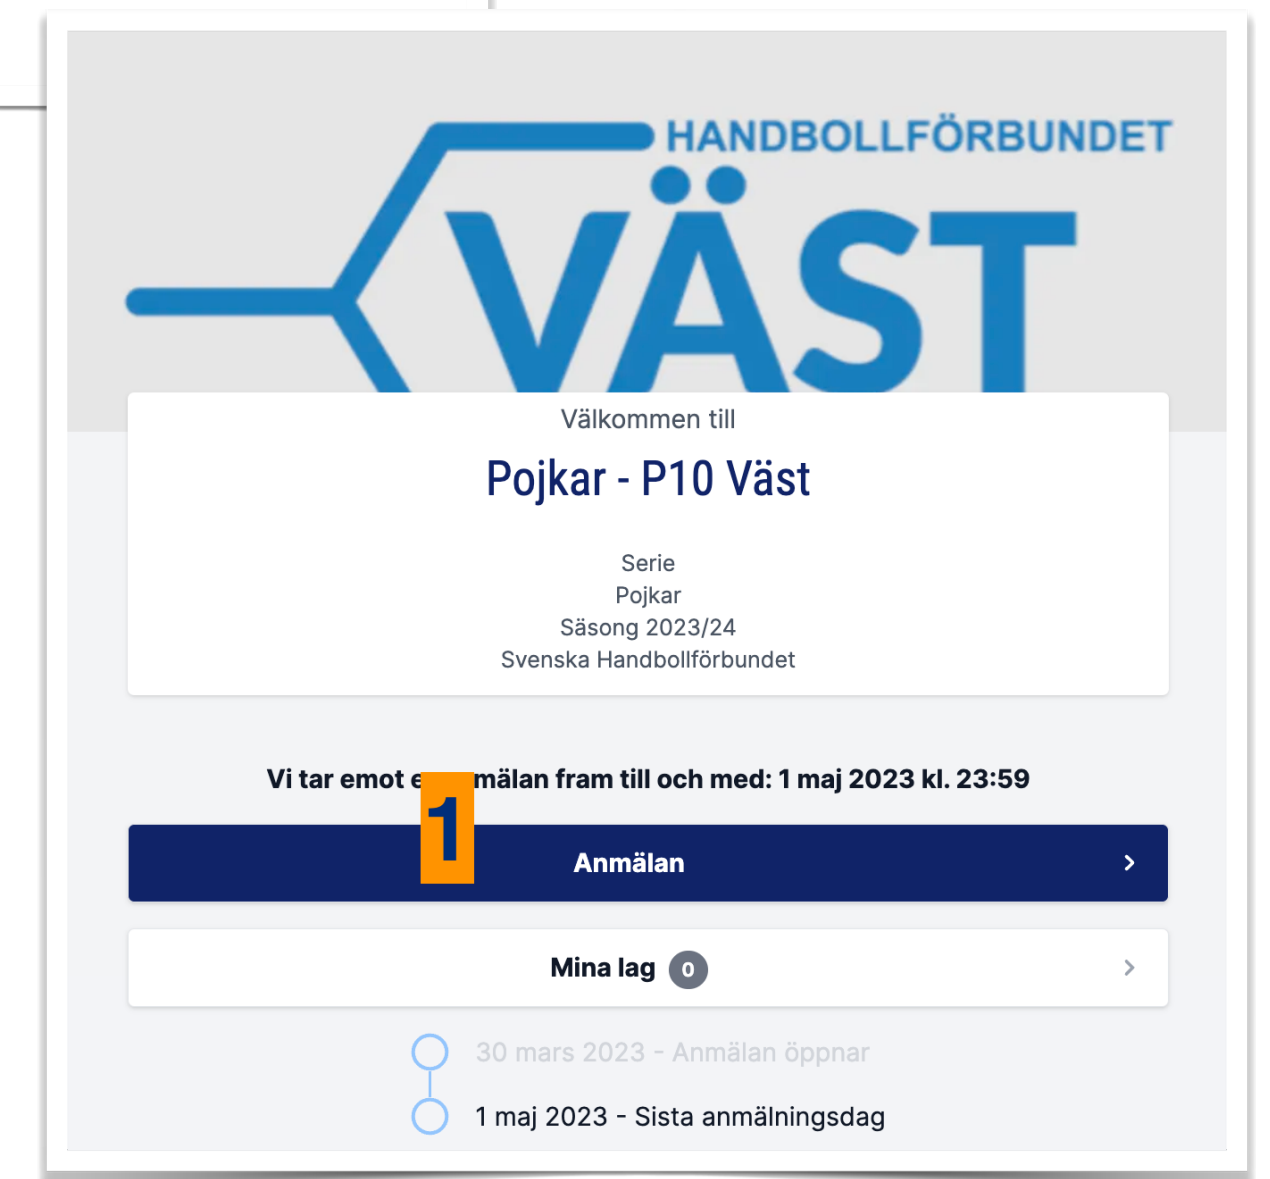 HANDBOLLFÖRBUNDET
VÄST
Välkommen till
Pojkar - P10 Väst
Serie
Pojkar
Säsong 2023/24
Svenska Handbollförbundet
Vi tar emot fram till och med: 1 maj 2023 kl. 23:59
1
Anmälan
Mina lag 0
30 mars 2023 - Anmälan öppnar
1 maj 2023 - Sista anmälningsdag